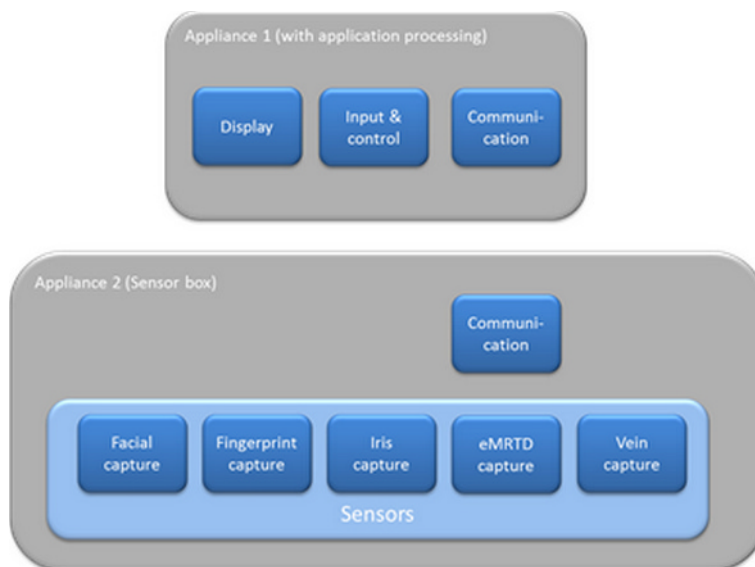 Appliance 1 (with application processing)
Display
Input &
control
Communi-
cation
Appliance 2 (Sensor box)
Communi-
cation
Facial
capture
Fingerprint
capture
Iris
capture
eMRTD
capture
Vein
capture
Sensors